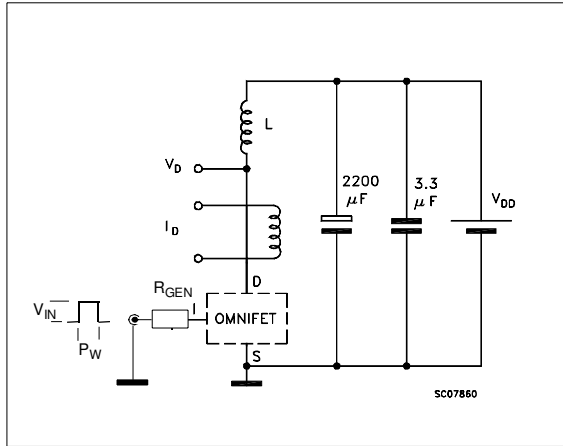 L
V_D
2200
µF
3.3
µF
V_DD
I_D
D
R_GEN
I
V_IN
OMNIFET
P_W
S
SC07860